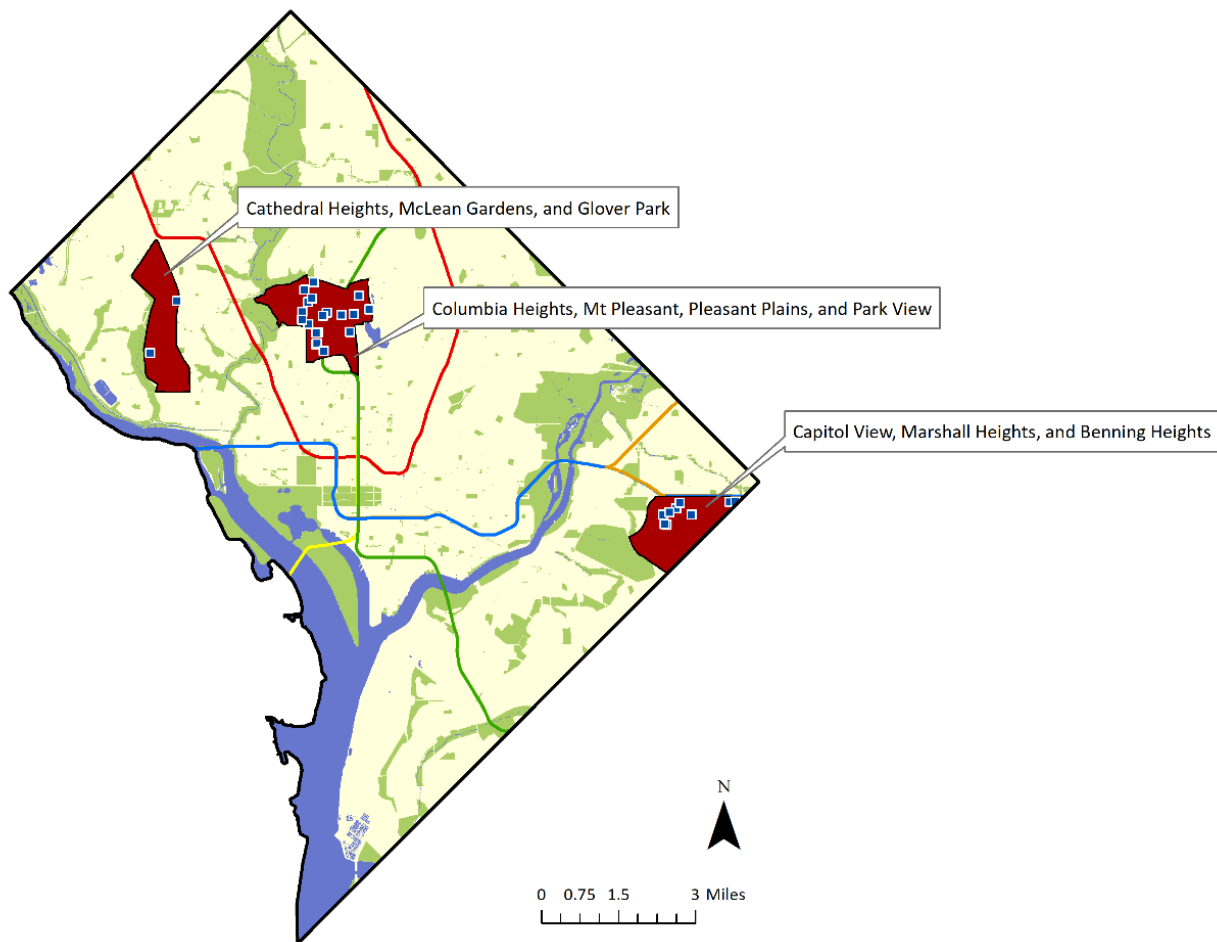 Cathedral Heights, McLean Gardens, and Glover Park
Columbia Heights, Mt Pleasant, Pleasant Plains, and Park View
Capitol View, Marshall Heights, and Benning Heights
N
0 0.75 1.5 3 Miles